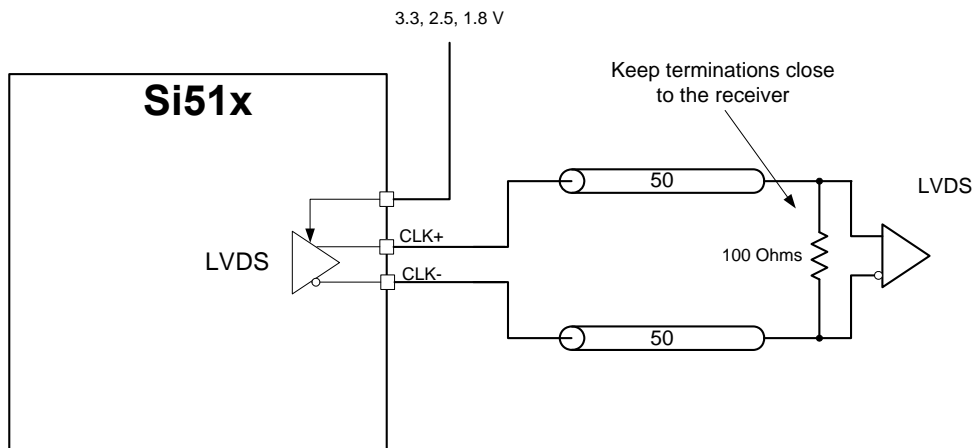 3.3, 2.5, 1.8 V
Si51x
Keep terminations close
to the receiver
50
LVDS
CLK+
LVDS
100 Ohms
CLK-
50